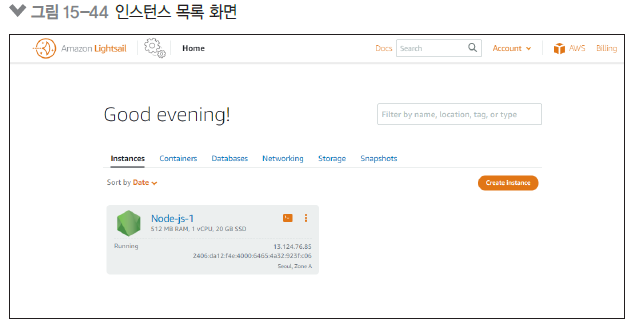 그림 15-44 인스턴스 목록 화면
Amazon Lightsail Home Docs Search Account AWS Billing
Good evening!
Filter by name, location, tag, or type
Instances Containers Databases Networking Storage Snapshots
Sort by Date
Create instance
Node-js-1
512 MB RAM, 1 vCPU, 20 GB SSD
Running
13.124.76.85
2406:da12:f4e:4000:6465:4a32:923f:c06
Seoul, Zone A